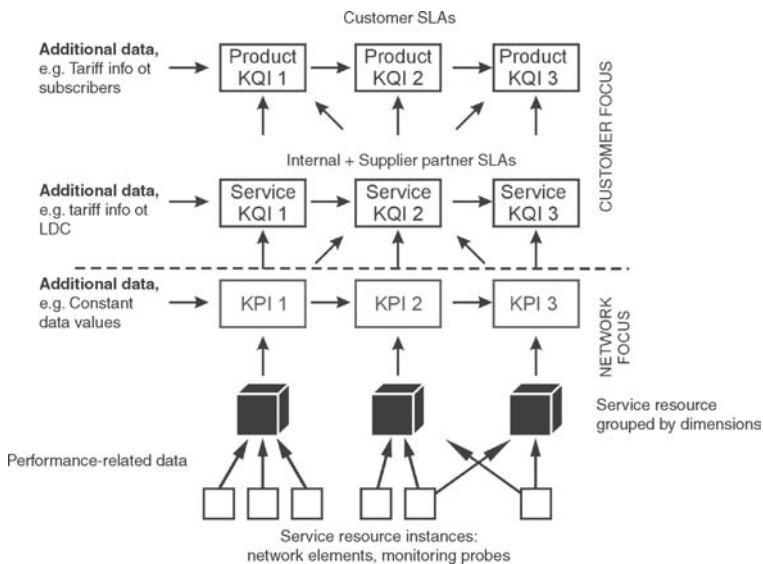 Customer SLAs
Additional data,
e.g. Tariff info ot
subscribers
Product
KQI 1
Product
KQI 2
Product
KQI 3
CUSTOMER FOCUS
Internal + Supplier partner SLAs
Additional data,
e.g. tariff info ot
LDC
Service
KQI 1
Service
KQI 2
Service
KQI 3
Additional data,
e.g. Constant
data values
KPI 1
KPI 2
KPI 3
NETWORK
FOCUS
Service resource
grouped by dimensions
Performance-related data
Service resource instances:
network elements, monitoring probes